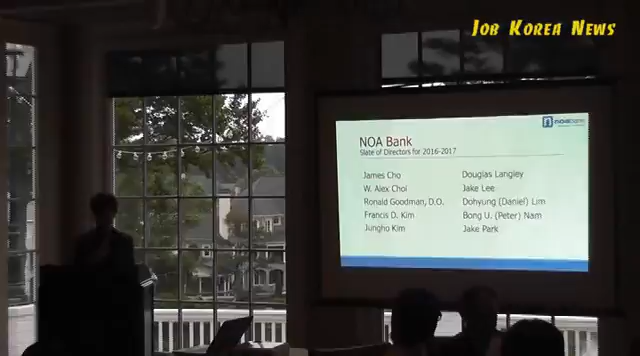 JOB KOREA NEWS
noabank
NOA Bank
Slate of Directors for 2016-2017
James Cho
W. Alex Choi
Ronald Goodman, D.O.
Francis D. Kim
Jungho Kim
Douglas Langley
Jake Lee
Dohyung (Daniel) Lim
Bong U. (Peter) Nam
Jake Park